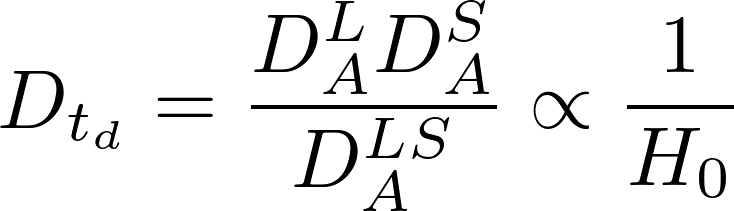 D_{t_d} = \frac{D_A^L D_A^S}{D_A^{LS}} \propto \frac{1}{H_0}